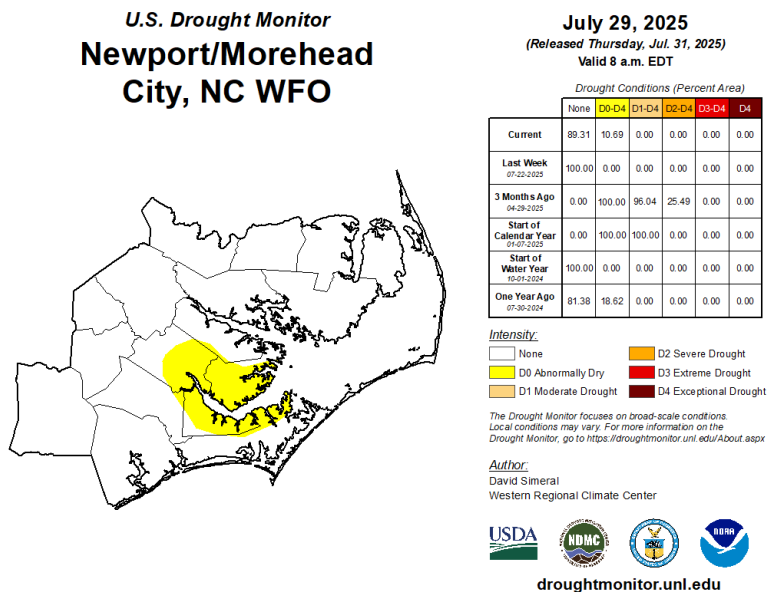 U.S. Drought Monitor
Newport/Morehead
City, NC WFO
July 29, 2025
(Released Thursday, Jul. 31, 2025)
Valid 8 a.m. EDT
Drought Conditions (Percent Area)
None D0-D4 D1-D4 D2-D4 D3-D4 D4
Current 89.31 10.69 0.00 0.00 0.00 0.00
Last Week
07-22-2025 100.00 0.00 0.00 0.00 0.00 0.00
3 Months Ago
04-29-2025 0.00 100.00 96.04 25.49 0.00 0.00
Start of
Calendar Year
01-07-2025 0.00 100.00 100.00 0.00 0.00 0.00
Start of
Water Year
10-01-2024 100.00 0.00 0.00 0.00 0.00 0.00
One Year Ago
07-30-2024 81.38 18.62 0.00 0.00 0.00 0.00
Intensity:
None
D0 Abnormally Dry
D1 Moderate Drought
D2 Severe Drought
D3 Extreme Drought
D4 Exceptional Drought
The Drought Monitor focuses on broad-scale conditions.
Local conditions may vary. For more information on the
Drought Monitor, go to https://droughtmonitor.unl.edu/About.aspx
Author:
David Simeral
Western Regional Climate Center
USDA
NDMC
NOAA
droughtmonitor.unl.edu